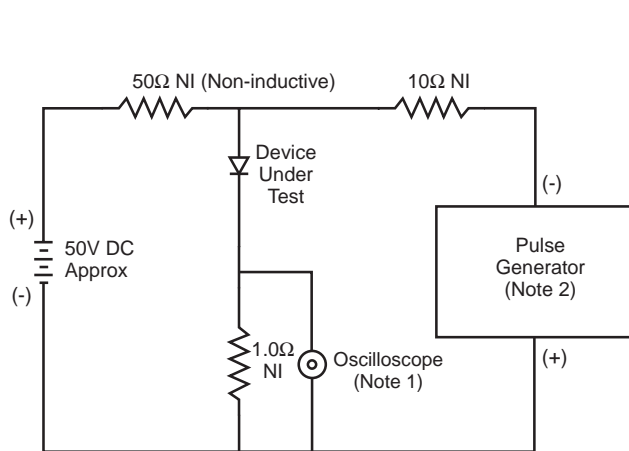 50Ω NI (Non-inductive)
10Ω NI
Device
Under
Test
(-)
(+)
50V DC
Approx
(-)
Pulse
Generator
(Note 2)
1.0Ω
NI
Oscilloscope
(Note 1)
(+)